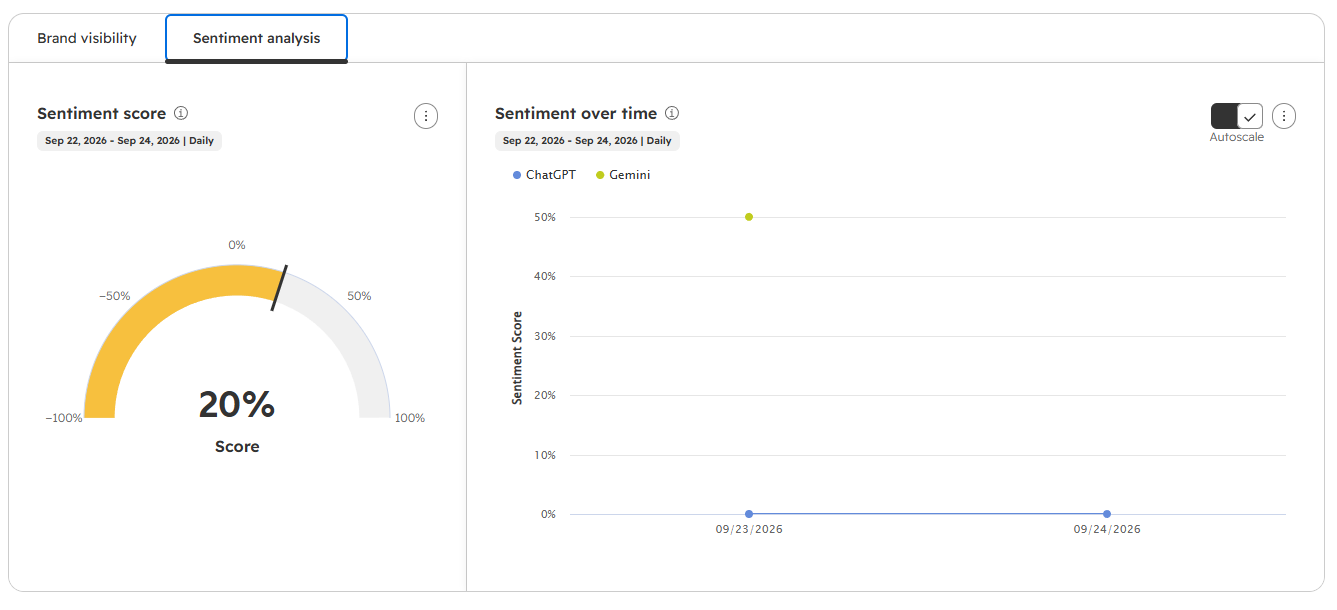 Brand visibility
Sentiment analysis
Sentiment score
Sep 22, 2026 - Sep 24, 2026 | Daily
0%
−50%
50%
−100%
100%
20%
Score
Sentiment over time
Autoscale
Sep 22, 2026 - Sep 24, 2026 | Daily
ChatGPT
Gemini
Sentiment Score
50%
40%
30%
20%
10%
0%
09/23/2026
09/24/2026